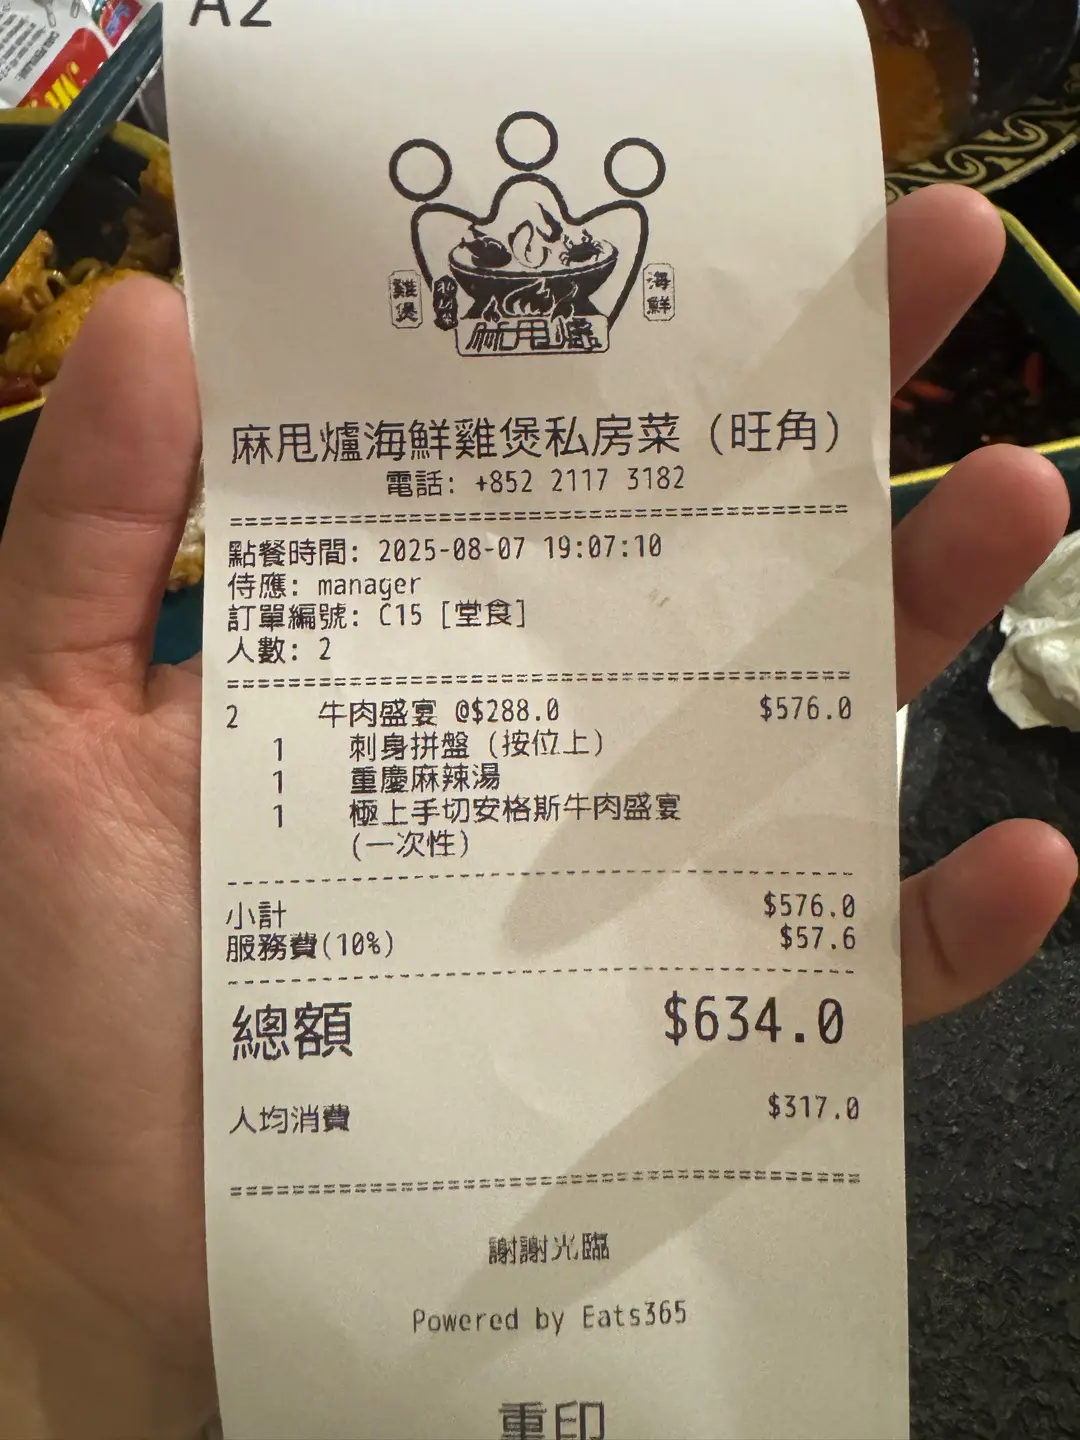 A2
雞煲
私房菜
海鮮
麻甩爐
麻甩爐海鮮雞煲私房菜 (旺角)
電話: +852 2117 3182
點餐時間: 2025-08-07 19:07:10
侍應: manager
訂單編號: C15 [堂食]
人數: 2
2 牛肉盛宴 @$288.0 $576.0
1 刺身拼盤 (按位上)
1 重慶麻辣湯
1 極上手切安格斯牛肉盛宴
(一次性)
小計 $576.0
服務費(10%) $57.6
總額 $634.0
人均消費 $317.0
謝謝光臨
Powered by Eats365
重印